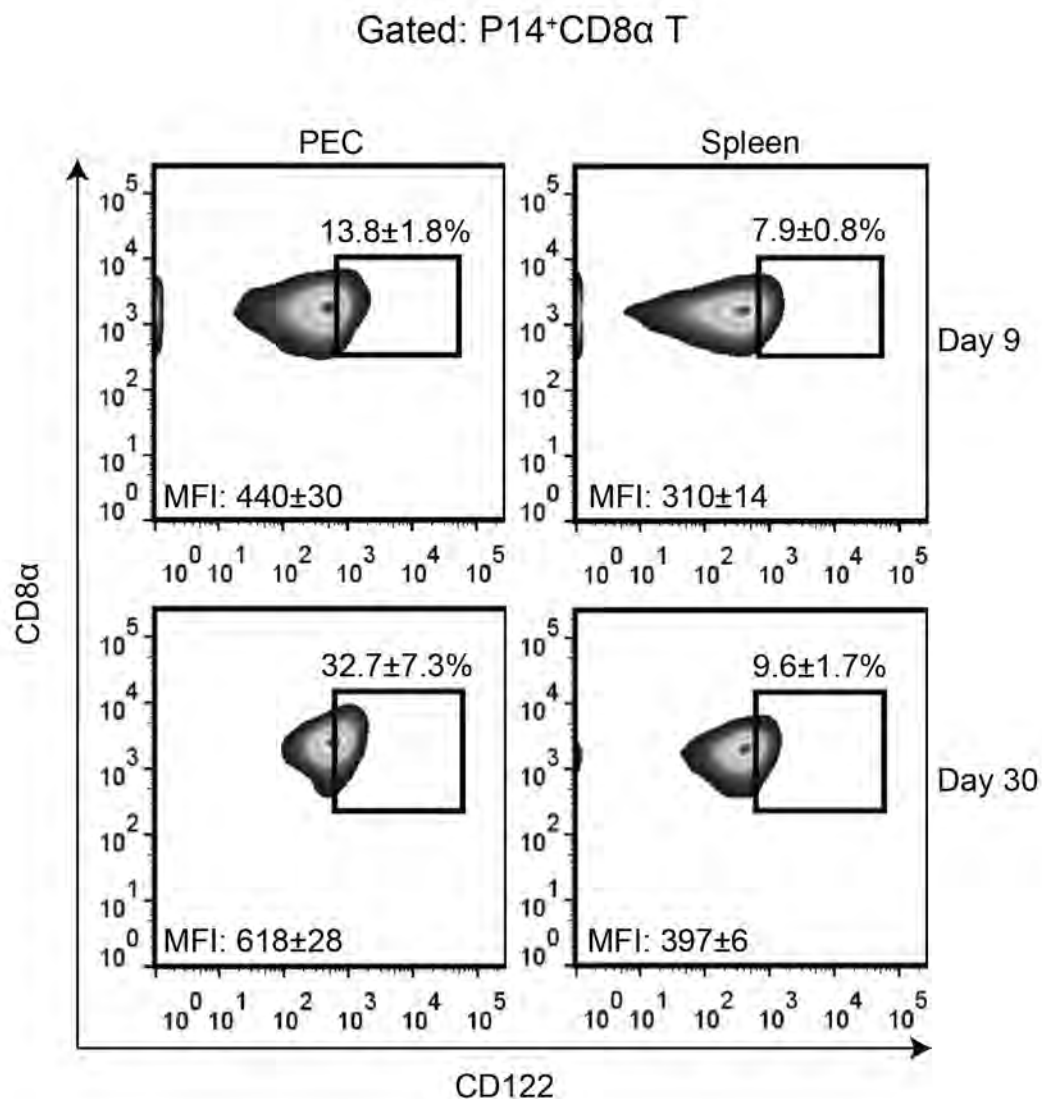 Gated: P14⁺CD8α T
PEC
Spleen
10⁵
10⁴
10³
10²
10¹
10⁰
13.8±1.8%
MFI: 440±30
10⁰ 10¹ 10² 10³ 10⁴ 10⁵
10⁵
10⁴
10³
10²
10¹
10⁰
7.9±0.8%
MFI: 310±14
10⁰ 10¹ 10² 10³ 10⁴ 10⁵
Day 9
10⁵
10⁴
10³
10²
10¹
10⁰
32.7±7.3%
MFI: 618±28
10⁰ 10¹ 10² 10³ 10⁴ 10⁵
10⁵
10⁴
10³
10²
10¹
10⁰
9.6±1.7%
MFI: 397±6
10⁰ 10¹ 10² 10³ 10⁴ 10⁵
Day 30
CD8α
CD122